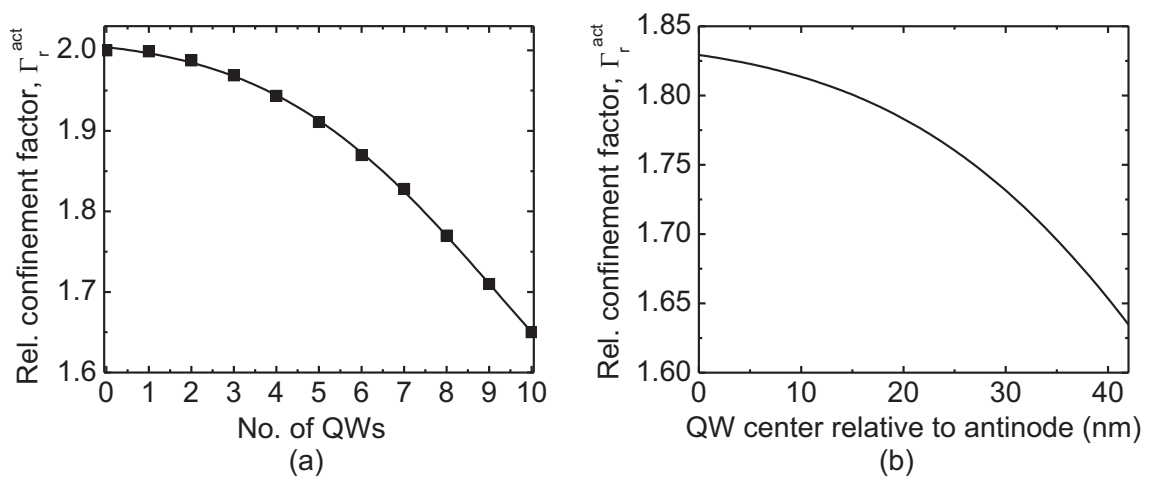 Rel. confinement factor, Γ_r^act
2.0
1.9
1.8
1.7
1.6
0 1 2 3 4 5 6 7 8 9 10
No. of QWs
(a)
Rel. confinement factor, Γ_r^act
1.85
1.80
1.75
1.70
1.65
1.60
0 10 20 30 40
QW center relative to antinode (nm)
(b)